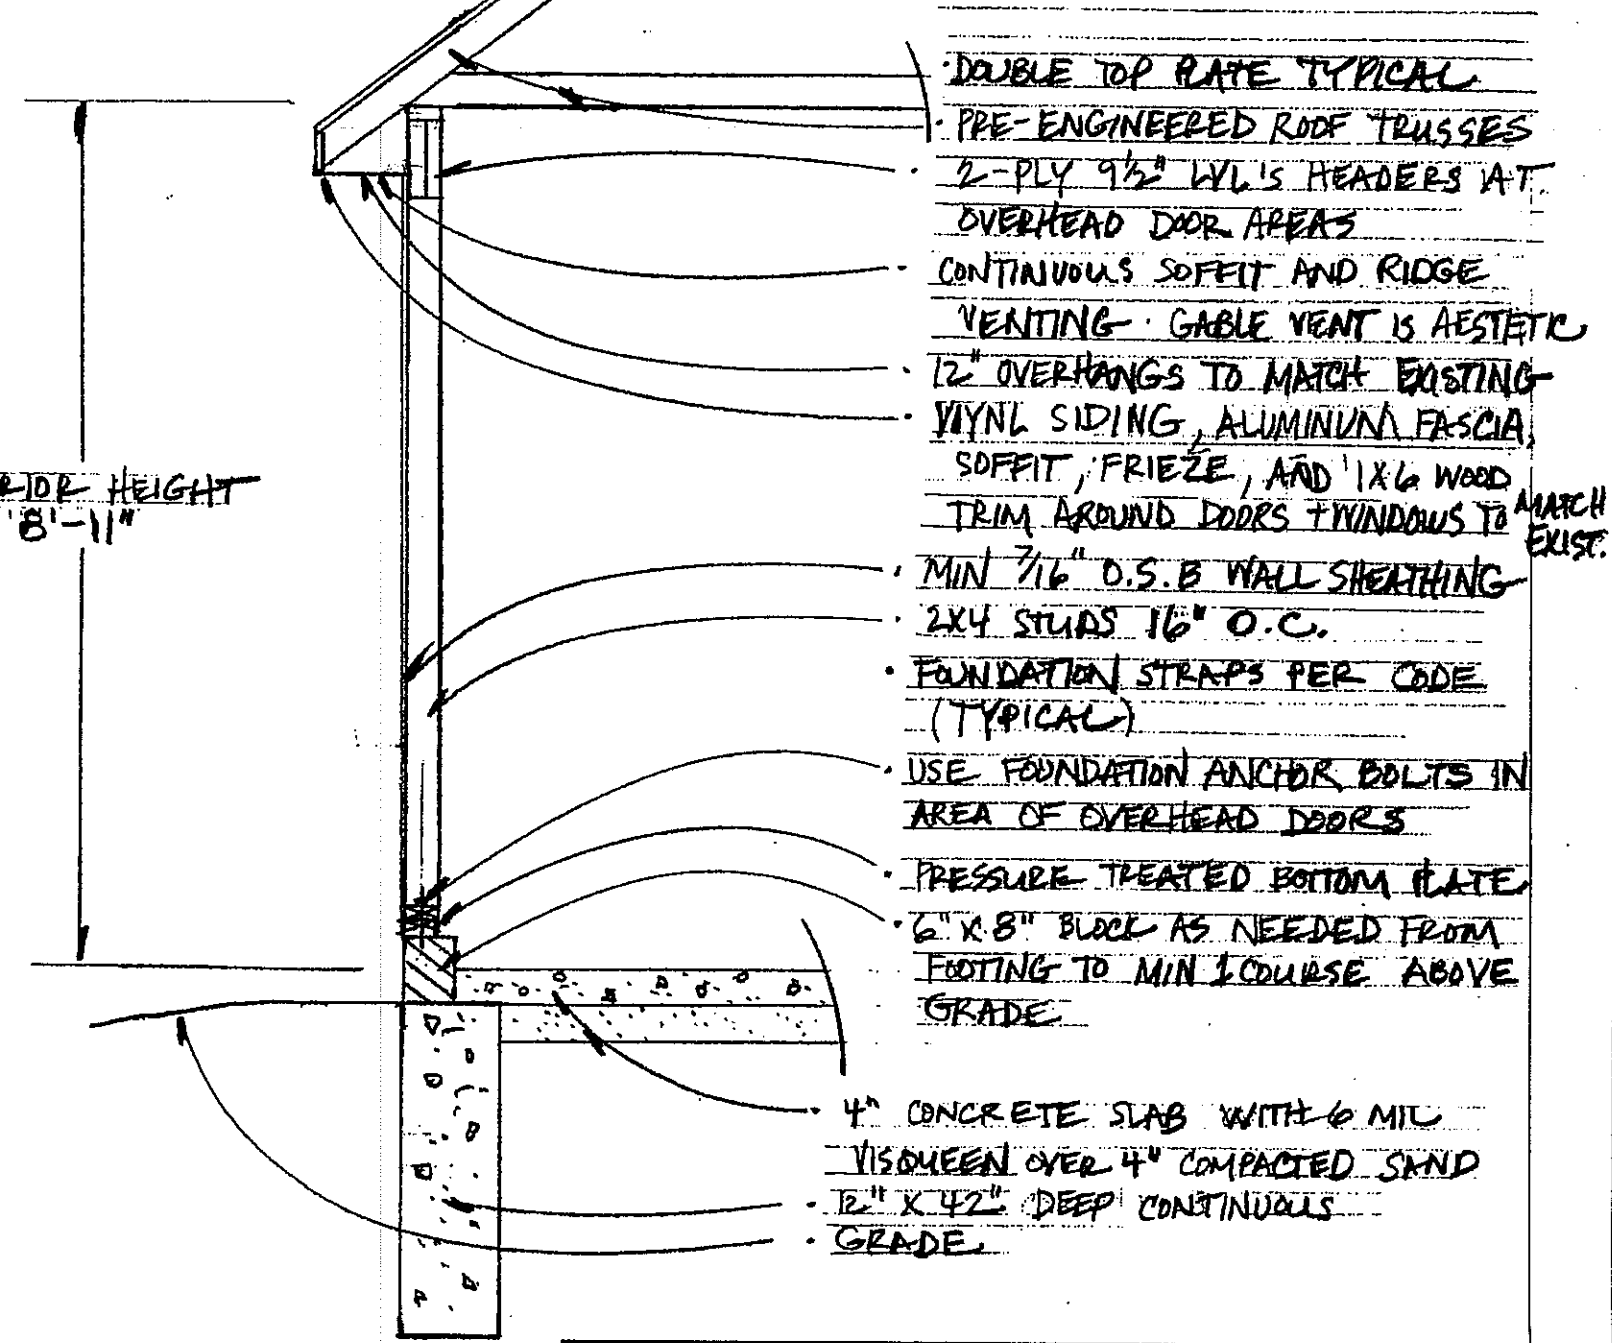 · DOUBLE TOP PLATE TYPICAL
· PRE-ENGINEERED ROOF TRUSSES
· 2-PLY 9½" LVL'S HEADERS AT
OVERHEAD DOOR AREAS
· CONTINUOUS SOFFIT AND RIDGE
VENTING · GABLE VENT IS AESTETIC
· 12" OVERHANGS TO MATCH EXISTING
· VIYNL SIDING, ALUMINUM FASCIA,
SOFFIT, FRIEZE, AND 1X6 WOOD
TRIM AROUND DOORS + WINDOWS TO MATCH
EXIST.
RIOR HEIGHT
8'-11"
· MIN 7/16" O.S.B WALL SHEATHING
· 2X4 STUDS 16" O.C.
· FOUNDATION STRAPS PER CODE
(TYPICAL)
· USE FOUNDATION ANCHOR BOLTS IN
AREA OF OVERHEAD DOORS
· PRESSURE TREATED BOTTOM PLATE
· 6" X 8" BLOCK AS NEEDED FROM
FOOTING TO MIN 1 COURSE ABOVE
GRADE
· 4" CONCRETE SLAB WITH 6 MIL
VISQUEEN OVER 4" COMPACTED SAND
· 12" X 42" DEEP CONTINUOUS
· GRADE